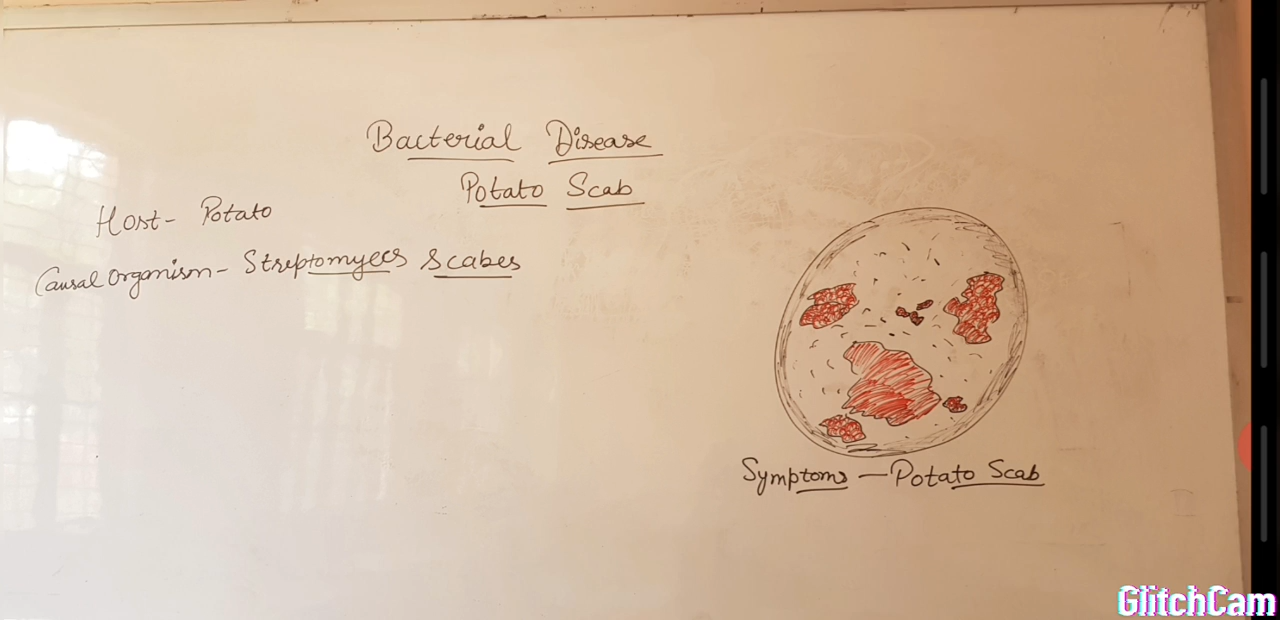 Bacterial Disease
Potato Scab
Host- Potato
Causal organism- Streptomyces scabes
Symptoms — Potato Scab
GlitchCam